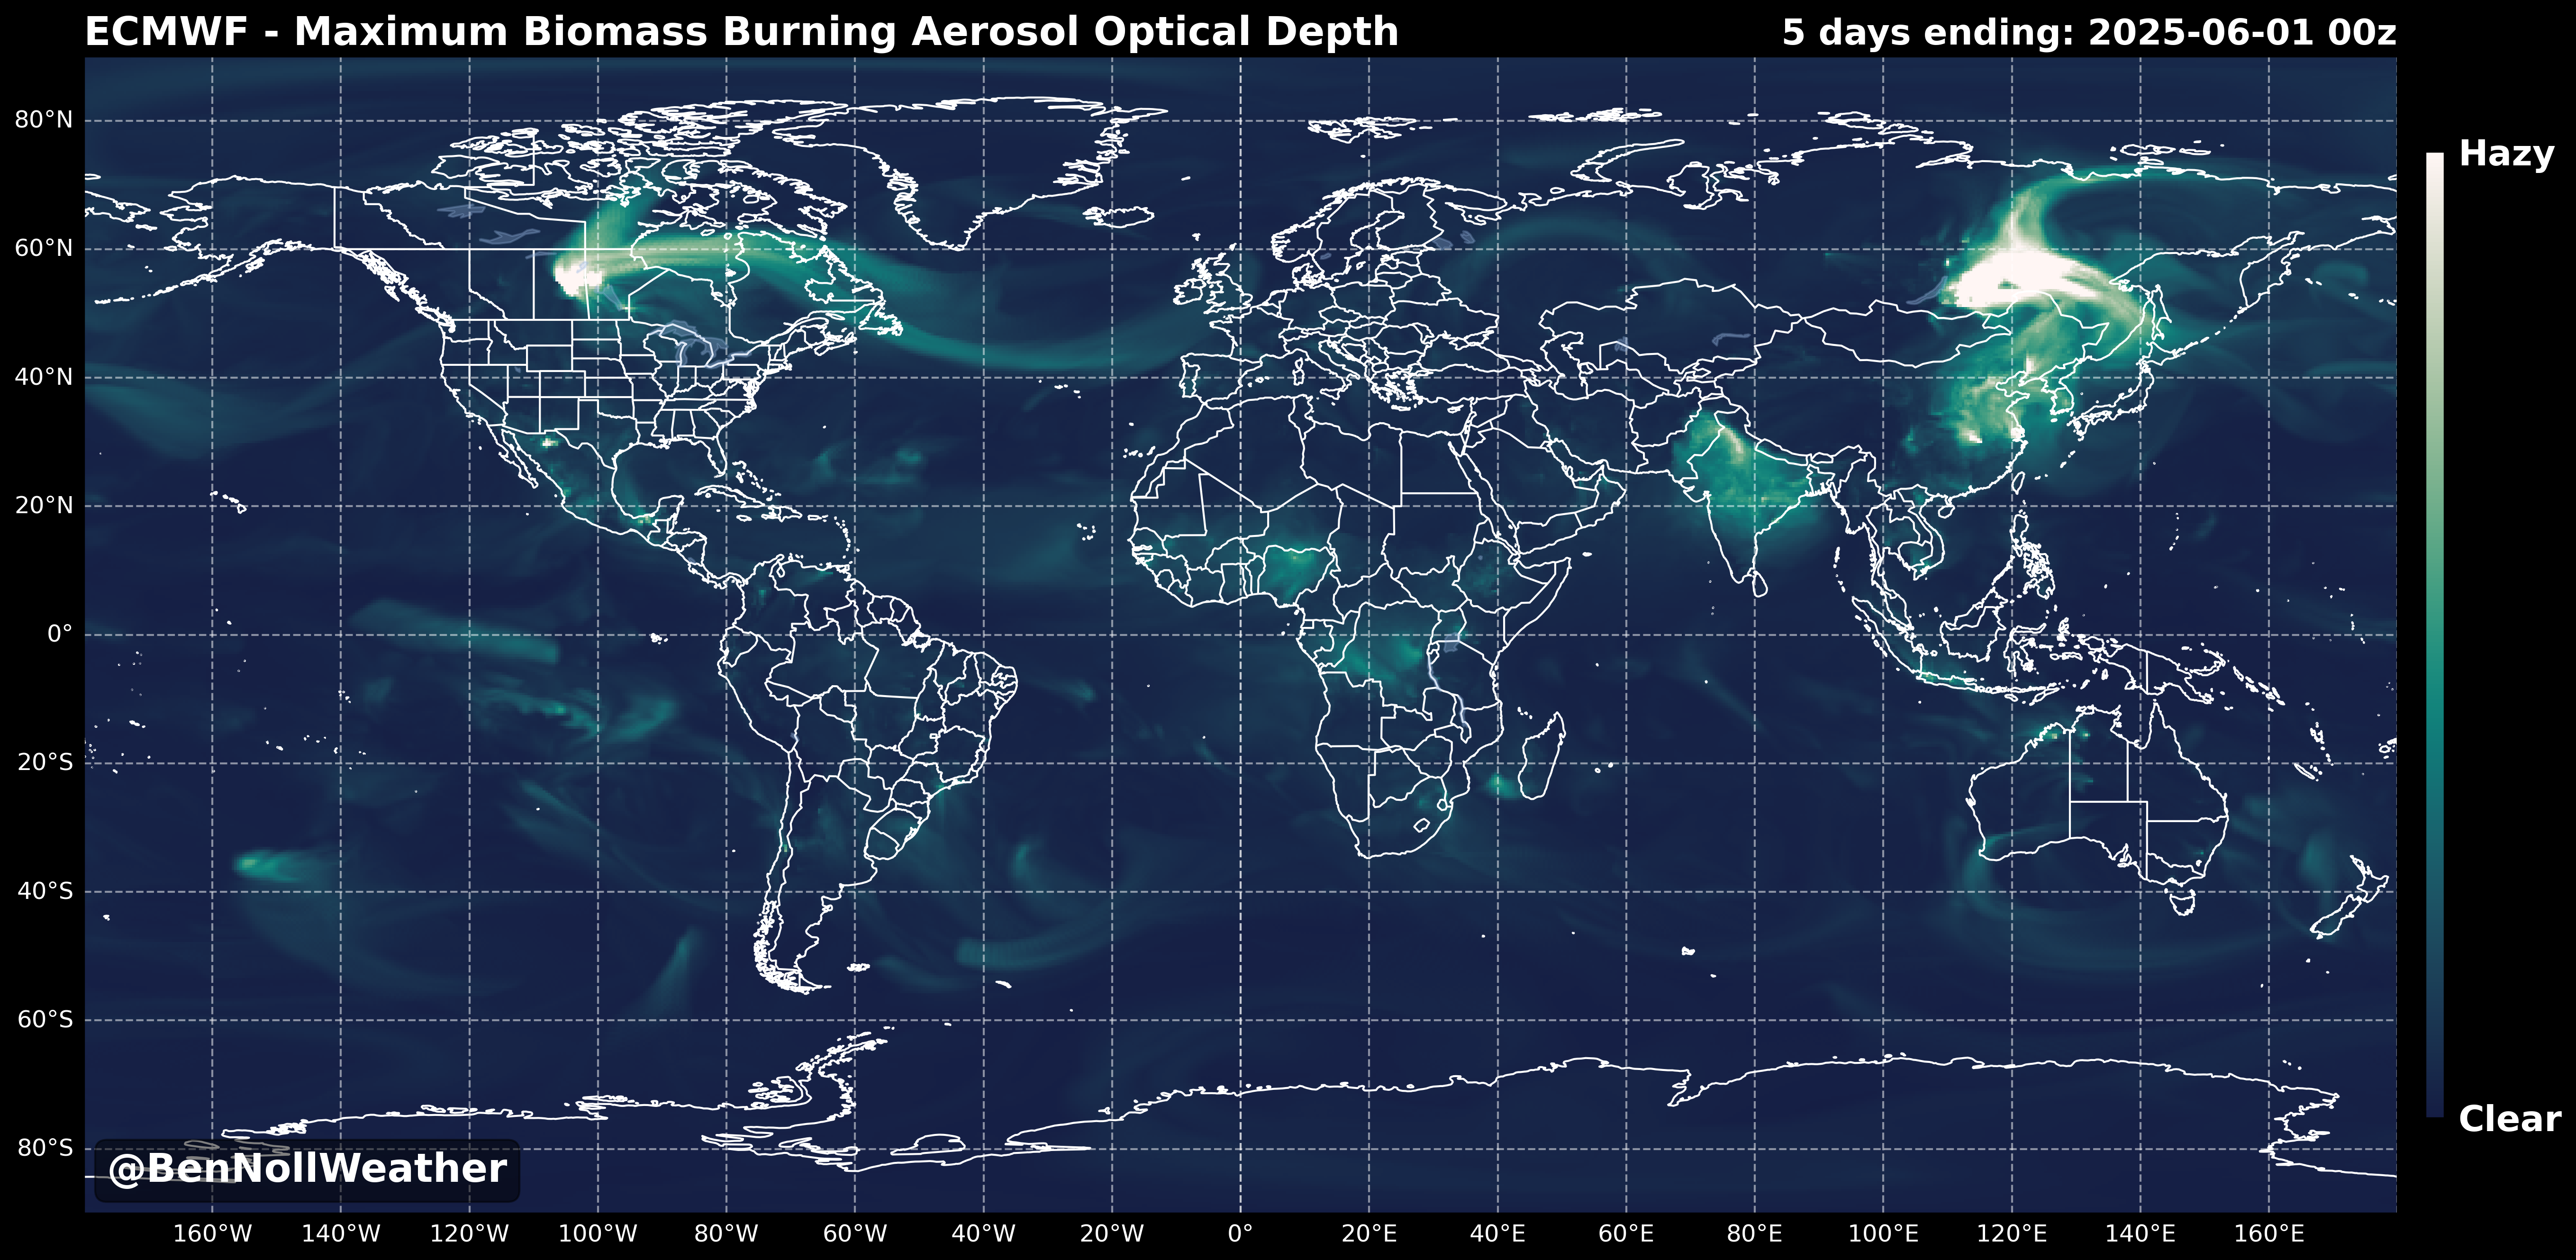 ECMWF - Maximum Biomass Burning Aerosol Optical Depth
5 days ending: 2025-06-01 00z
80°N
60°N
40°N
20°N
0°
20°S
40°S
60°S
80°S
Hazy
Clear
@BenNollWeather
160°W 140°W 120°W 100°W 80°W 60°W 40°W 20°W 0° 20°E 40°E 60°E 80°E 100°E 120°E 140°E 160°E